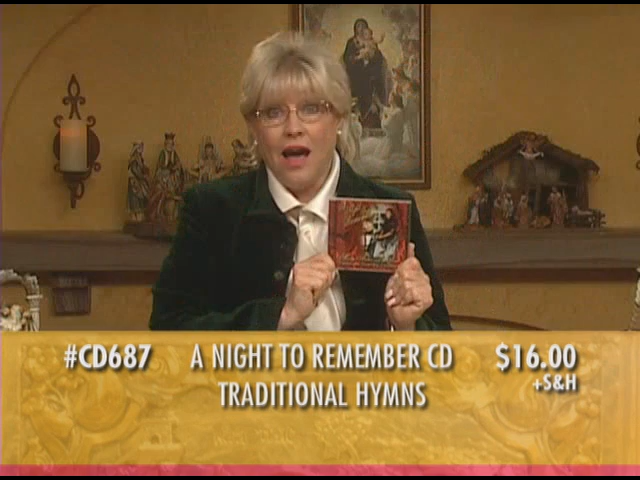 #CD687 A NIGHT TO REMEMBER CD $16.00
TRADITIONAL HYMNS +S&H